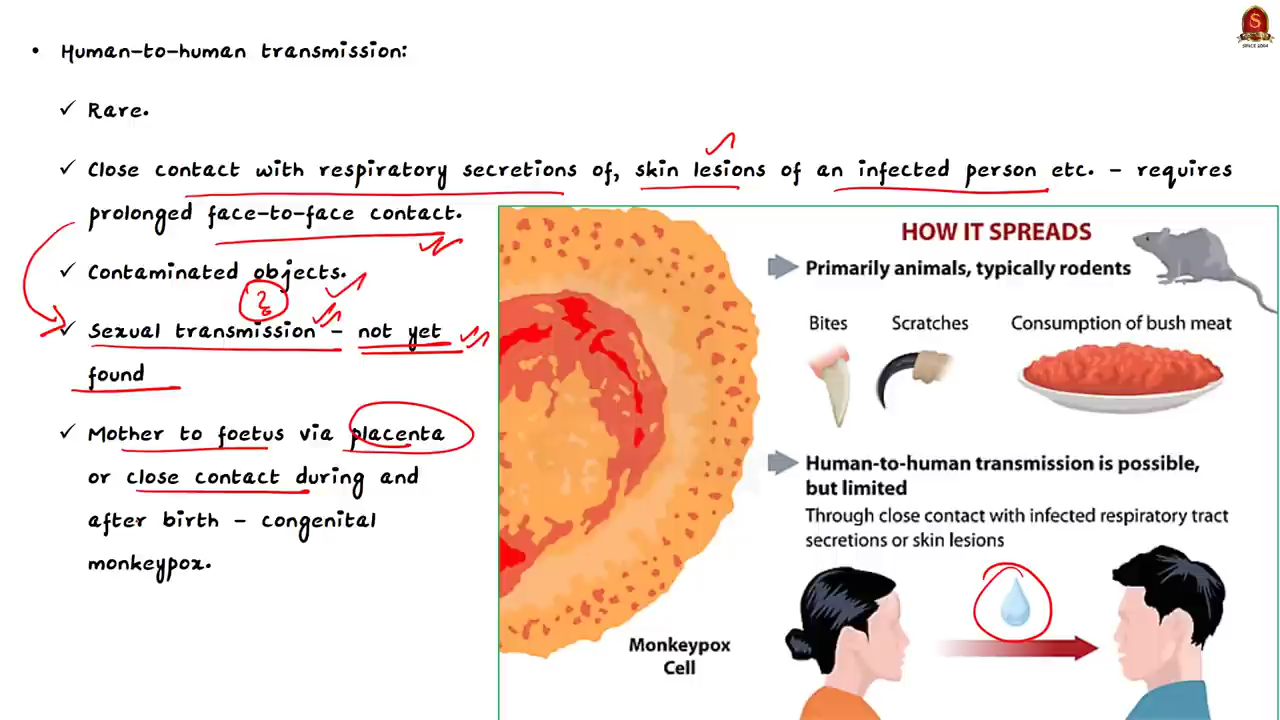 • Human-to-human transmission:
✓ Rare.
✓ Close contact with respiratory secretions of, skin lesions of an infected person etc. – requires
prolonged face-to-face contact.
✓ Contaminated objects.
?
✓ Sexual transmission – not yet
found
✓ Mother to foetus via placenta
or close contact during and
after birth – congenital
monkeypox.
S
SINCE 2004
HOW IT SPREADS
Primarily animals, typically rodents
Bites
Scratches
Consumption of bush meat
Human-to-human transmission is possible,
but limited
Through close contact with infected respiratory tract
secretions or skin lesions
Monkeypox
Cell